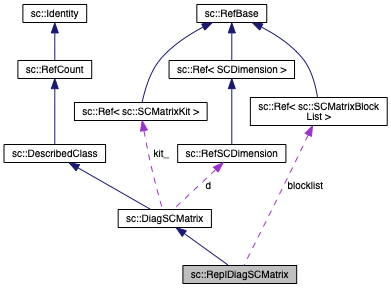 sc::Identity
sc::RefBase
sc::RefCount
sc::Ref< SCDimension >
sc::Ref< sc::SCMatrixKit >
sc::Ref< sc::SCMatrixBlock
List >
sc::DescribedClass
kit_
sc::RefSCDimension
d
blocklist
sc::DiagSCMatrix
sc::ReplDiagSCMatrix